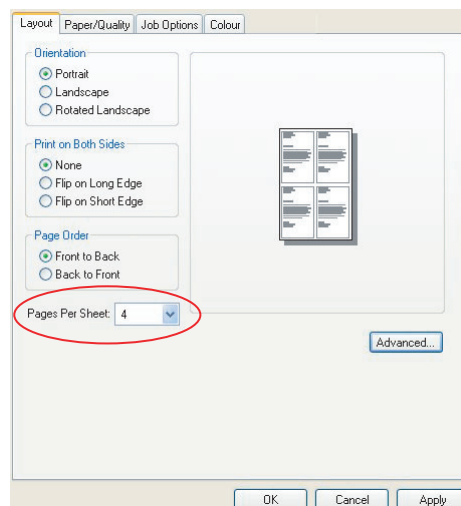 Layout Paper/Quality Job Options Colour
Orientation
Portrait
Landscape
Rotated Landscape
Print on Both Sides
None
Flip on Long Edge
Flip on Short Edge
Page Order
Front to Back
Back to Front
Pages Per Sheet: 4
Advanced...
OK Cancel Apply